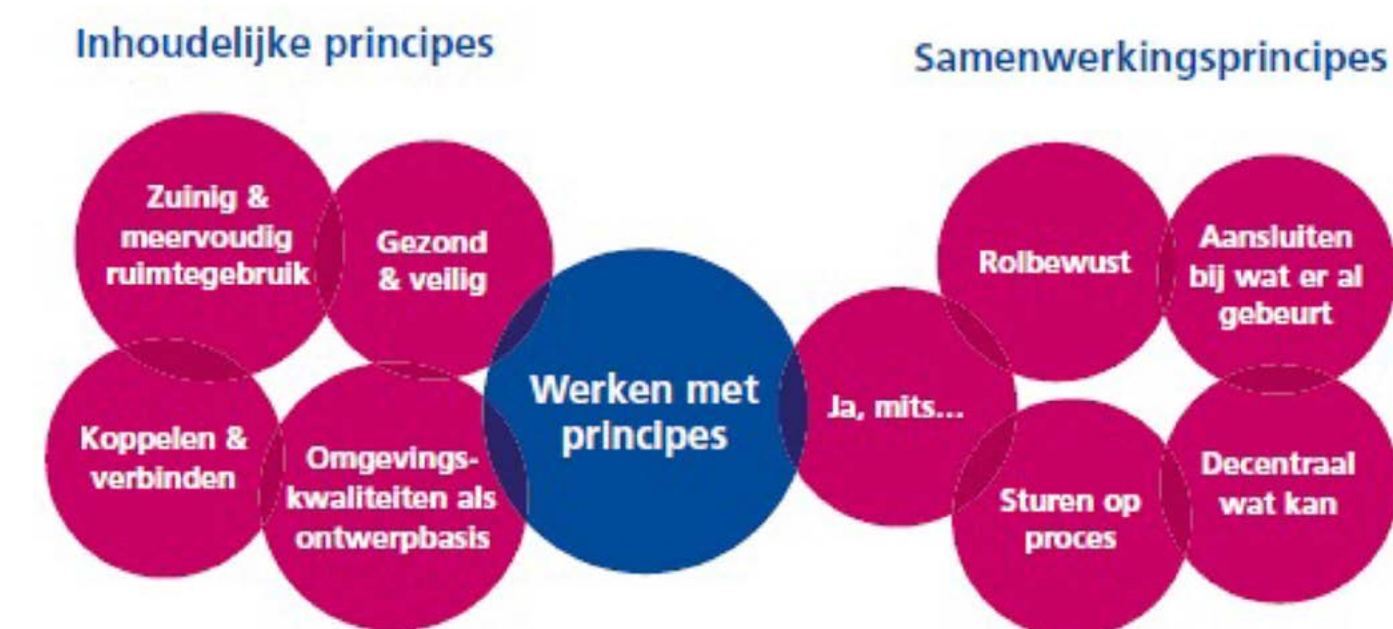 Inhoudelijke principes
Samenwerkingsprincipes
Zuinig &
meervoudig
ruimtegebruik
Gezond
& veilig
Koppelen &
verbinden
Omgevings-
kwaliteiten als
ontwerpbasis
Werken met
principes
Ja, mits...
Rolbewust
Aansluiten
bij wat er al
gebeurt
Sturen op
proces
Decentraal
wat kan